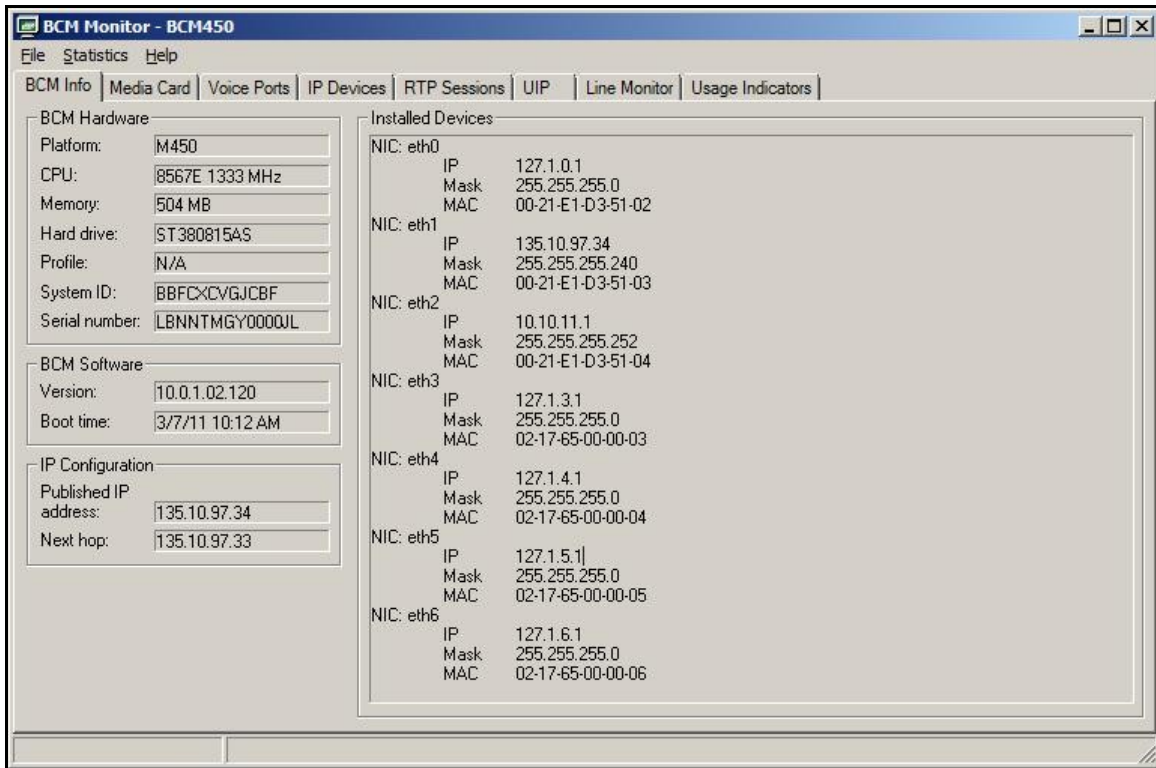 BCM Monitor - BCM450
File Statistics Help
BCM Info Media Card Voice Ports IP Devices RTP Sessions UIP Line Monitor Usage Indicators
BCM Hardware
Platform: M450
CPU: 8567E 1333 MHz
Memory: 504 MB
Hard drive: ST380815AS
Profile: N/A
System ID: BBFCXCVGJCBF
Serial number: LBNNTMGY0000JL
BCM Software
Version: 10.0.1.02.120
Boot time: 3/7/11 10:12 AM
IP Configuration
Published IP
address: 135.10.97.34
Next hop: 135.10.97.33
Installed Devices
NIC: eth0
IP 127.1.0.1
Mask 255.255.255.0
MAC 00-21-E1-D3-51-02
NIC: eth1
IP 135.10.97.34
Mask 255.255.255.240
MAC 00-21-E1-D3-51-03
NIC: eth2
IP 10.10.11.1
Mask 255.255.255.252
MAC 00-21-E1-D3-51-04
NIC: eth3
IP 127.1.3.1
Mask 255.255.255.0
MAC 02-17-65-00-00-03
NIC: eth4
IP 127.1.4.1
Mask 255.255.255.0
MAC 02-17-65-00-00-04
NIC: eth5
IP 127.1.5.1
Mask 255.255.255.0
MAC 02-17-65-00-00-05
NIC: eth6
IP 127.1.6.1
Mask 255.255.255.0
MAC 02-17-65-00-00-06